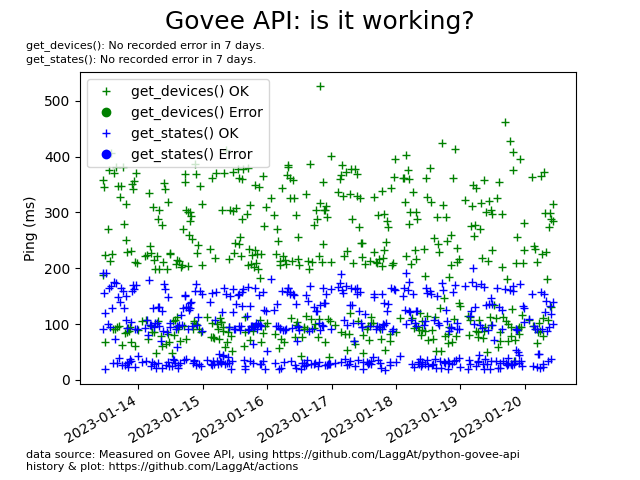 Govee API: is it working?
get_devices(): No recorded error in 7 days.
get_states(): No recorded error in 7 days.
get_devices() OK
get_devices() Error
get_states() OK
get_states() Error
Ping (ms)
500
400
300
200
100
0
2023-01-14
2023-01-15
2023-01-16
2023-01-17
2023-01-18
2023-01-19
2023-01-20
data source: Measured on Govee API, using https://github.com/LaggAt/python-govee-api
history & plot: https://github.com/LaggAt/actions